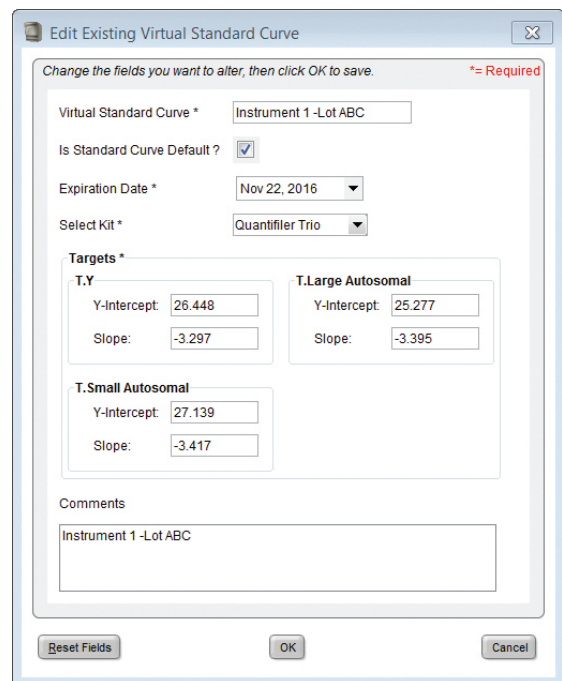 Edit Existing Virtual Standard Curve
Change the fields you want to alter, then click OK to save. *= Required
Virtual Standard Curve * Instrument 1 -Lot ABC
Is Standard Curve Default ?
Expiration Date * Nov 22, 2016
Select Kit * Quantifiler Trio
Targets *
T.Y T.Large Autosomal
Y-Intercept: 26.448 Y-Intercept: 25.277
Slope: -3.297 Slope: -3.395
T.Small Autosomal
Y-Intercept: 27.139
Slope: -3.417
Comments
Instrument 1 -Lot ABC
Reset Fields OK Cancel